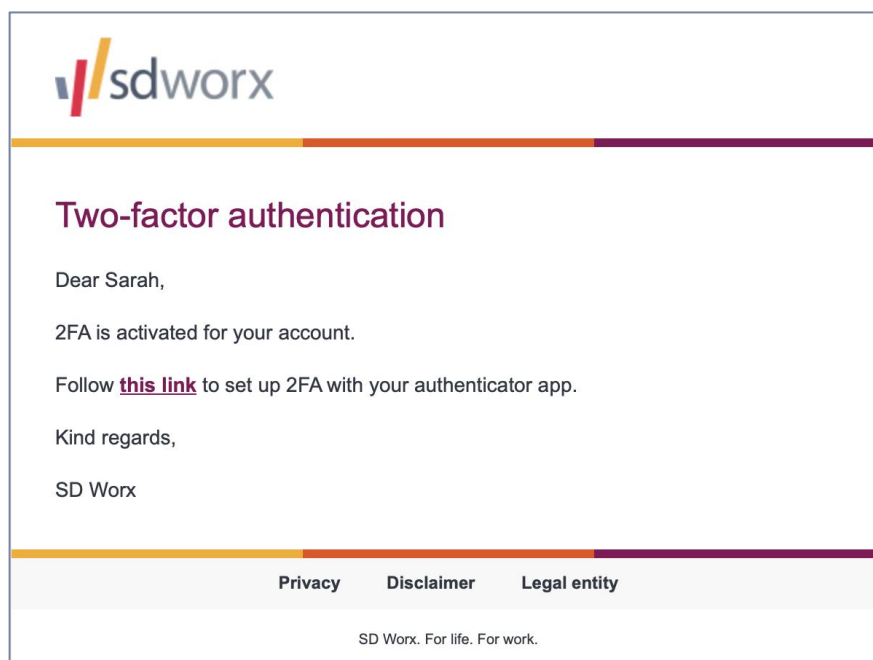 sdworx
Two-factor authentication
Dear Sarah,
2FA is activated for your account.
Follow this link to set up 2FA with your authenticator app.
Kind regards,
SD Worx
Privacy Disclaimer Legal entity
SD Worx. For life. For work.